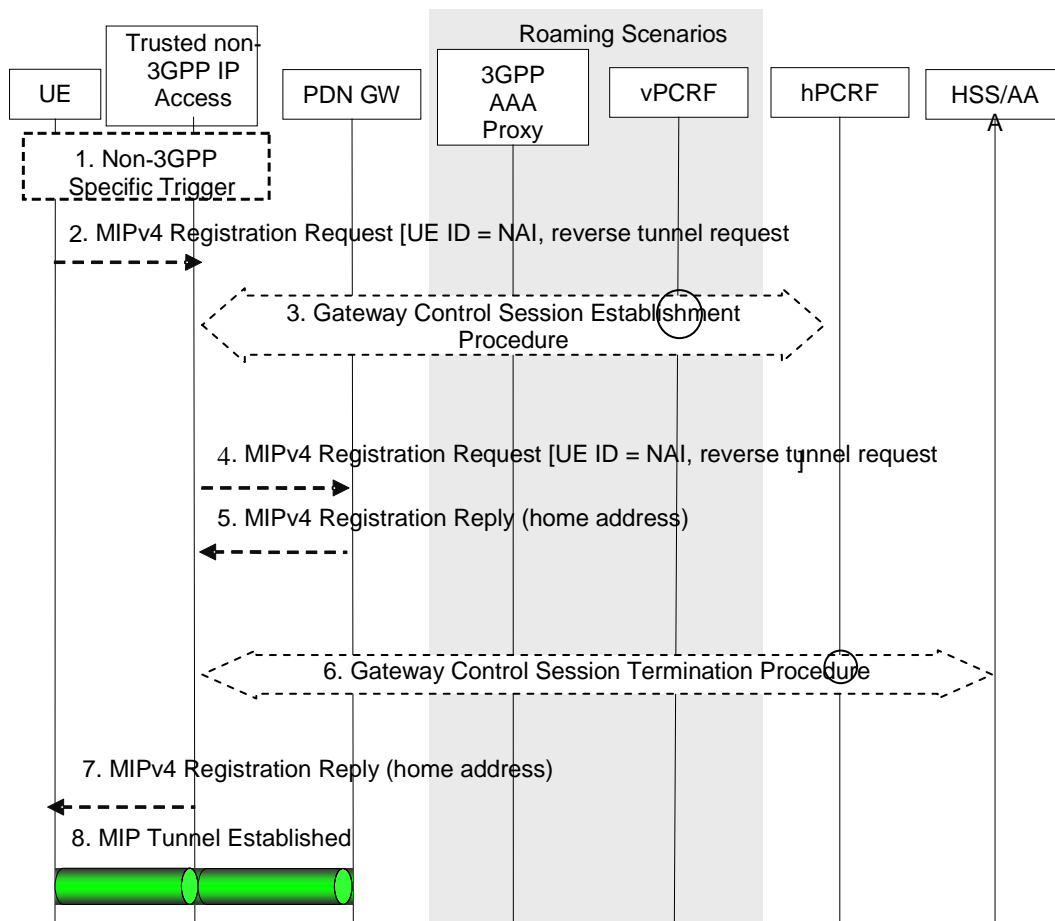 Roaming Scenarios
UE
Trusted non-
3GPP IP
Access
PDN GW
3GPP
AAA
Proxy
vPCRF
hPCRF
HSS/AA
A
1. Non-3GPP
Specific Trigger
2. MIPv4 Registration Request [UE ID = NAI, reverse tunnel request
3. Gateway Control Session Establishment
Procedure
4. MIPv4 Registration Request [UE ID = NAI, reverse tunnel request
]
5. MIPv4 Registration Reply (home address)
6. Gateway Control Session Termination Procedure
7. MIPv4 Registration Reply (home address)
8. MIP Tunnel Established